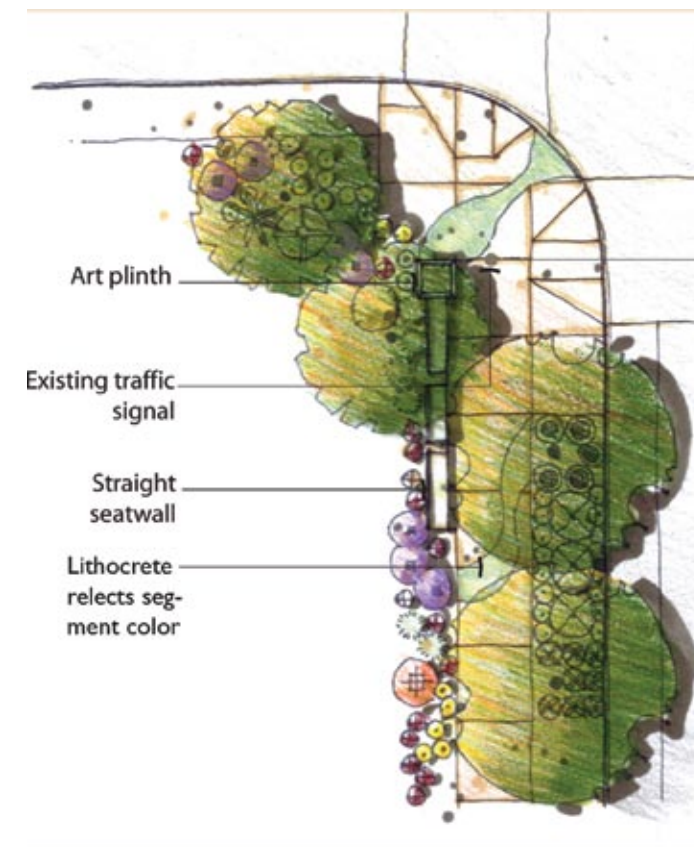 Art plinth
Existing traffic
signal
Straight
seatwall
Lithocrete
relects seg-
ment color